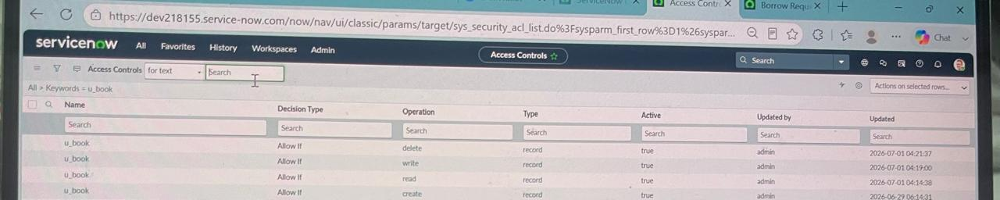 Access Contr
Borrow Requ
https://dev218155.service-now.com/now/nav/ui/classic/params/target/sys_security_acl_list.do%3Fsysparm_first_row%3D1%26syspar...
Chat
servicenow All Favorites History Workspaces Admin Access Controls Search
Access Controls for text Search Actions on selected rows...
All > Keywords = u_book
Name Decision Type Operation Type Active Updated by Updated
Search Search Search Search Search Search Search
u_book Allow If delete record true admin 2026-07-01 04:21:37
u_book Allow If write record true admin 2026-07-01 04:19:00
u_book Allow If read record true admin 2026-07-01 04:14:38
u_book Allow If create record true admin 2026-06-29 06:14:31